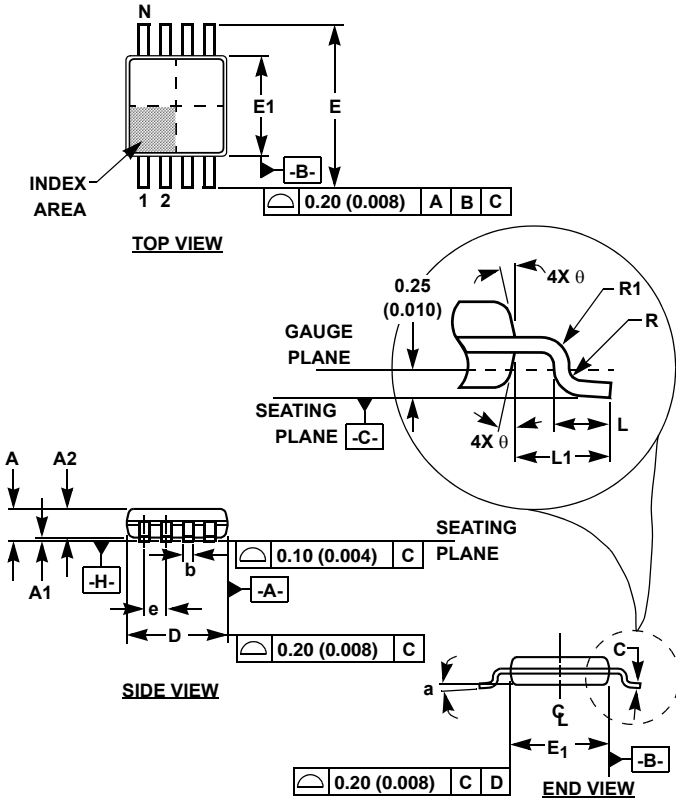 N
E1
E
-B-
INDEX
AREA
1 2
0.20 (0.008) A B C
TOP VIEW
0.25
(0.010)
4X θ
R1
R
GAUGE
PLANE
SEATING
PLANE -C-
4X θ
L
L1
A A2
SEATING
PLANE
0.10 (0.004) C
A1
-H-
b
-A-
e
D
0.20 (0.008) C
SIDE VIEW
C
a
CL
E1
-B-
0.20 (0.008) C D
END VIEW